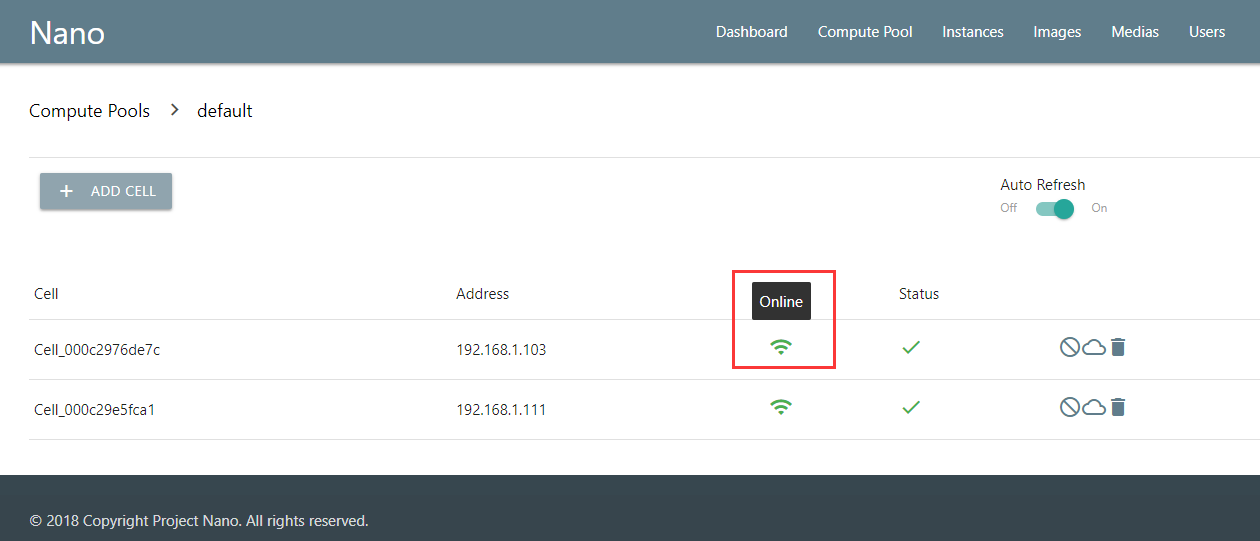 Nano Dashboard Compute Pool Instances Images Medias Users
Compute Pools > default
+ ADD CELL
Auto Refresh
Off On
Cell Address Online Status
Cell_000c2976de7c 192.168.1.103
Cell_000c29e5fca1 192.168.1.111
© 2018 Copyright Project Nano. All rights reserved.